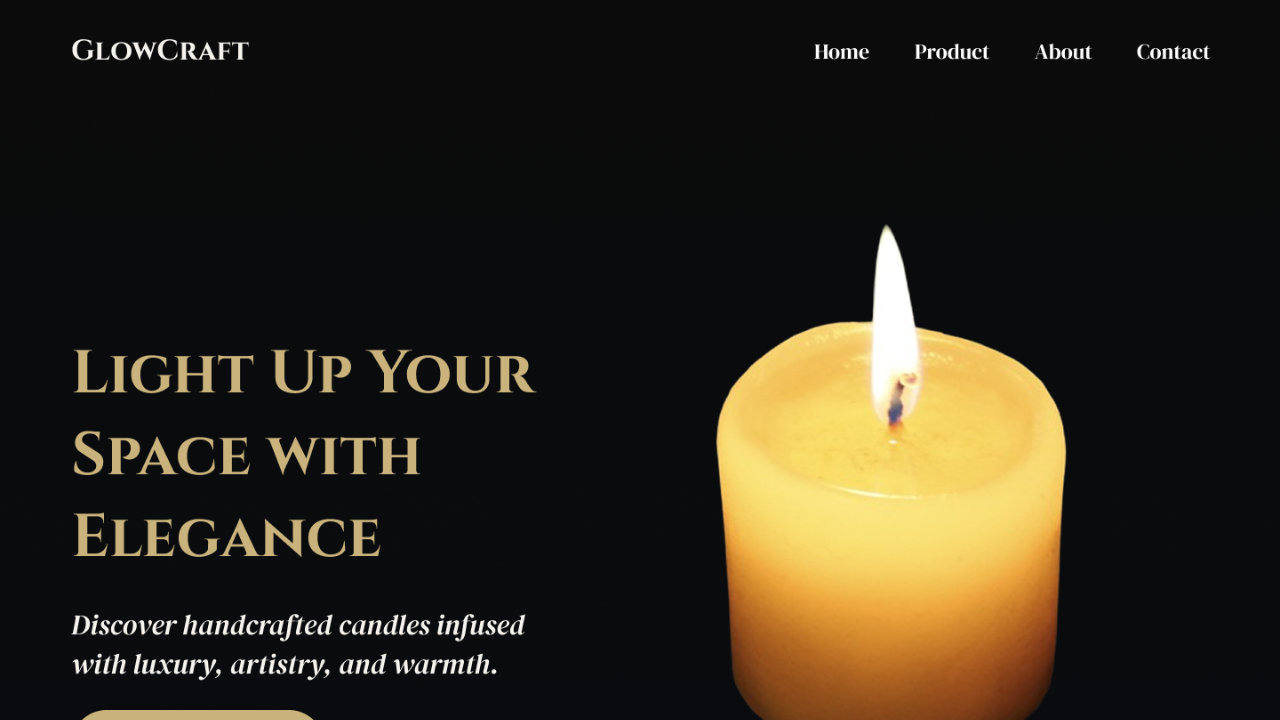 GlowCraft
Home Product About Contact
Light Up Your
Space with
Elegance
Discover handcrafted candles infused
with luxury, artistry, and warmth.